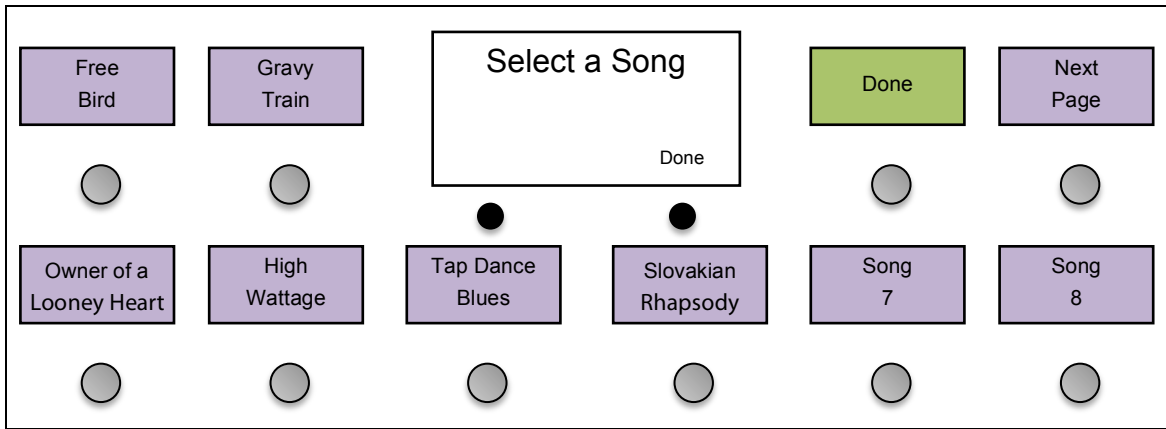 Free
Bird
Gravy
Train
Select a Song
Done
Done
Next
Page
Owner of a
Looney Heart
High
Wattage
Tap Dance
Blues
Slovakian
Rhapsody
Song
7
Song
8